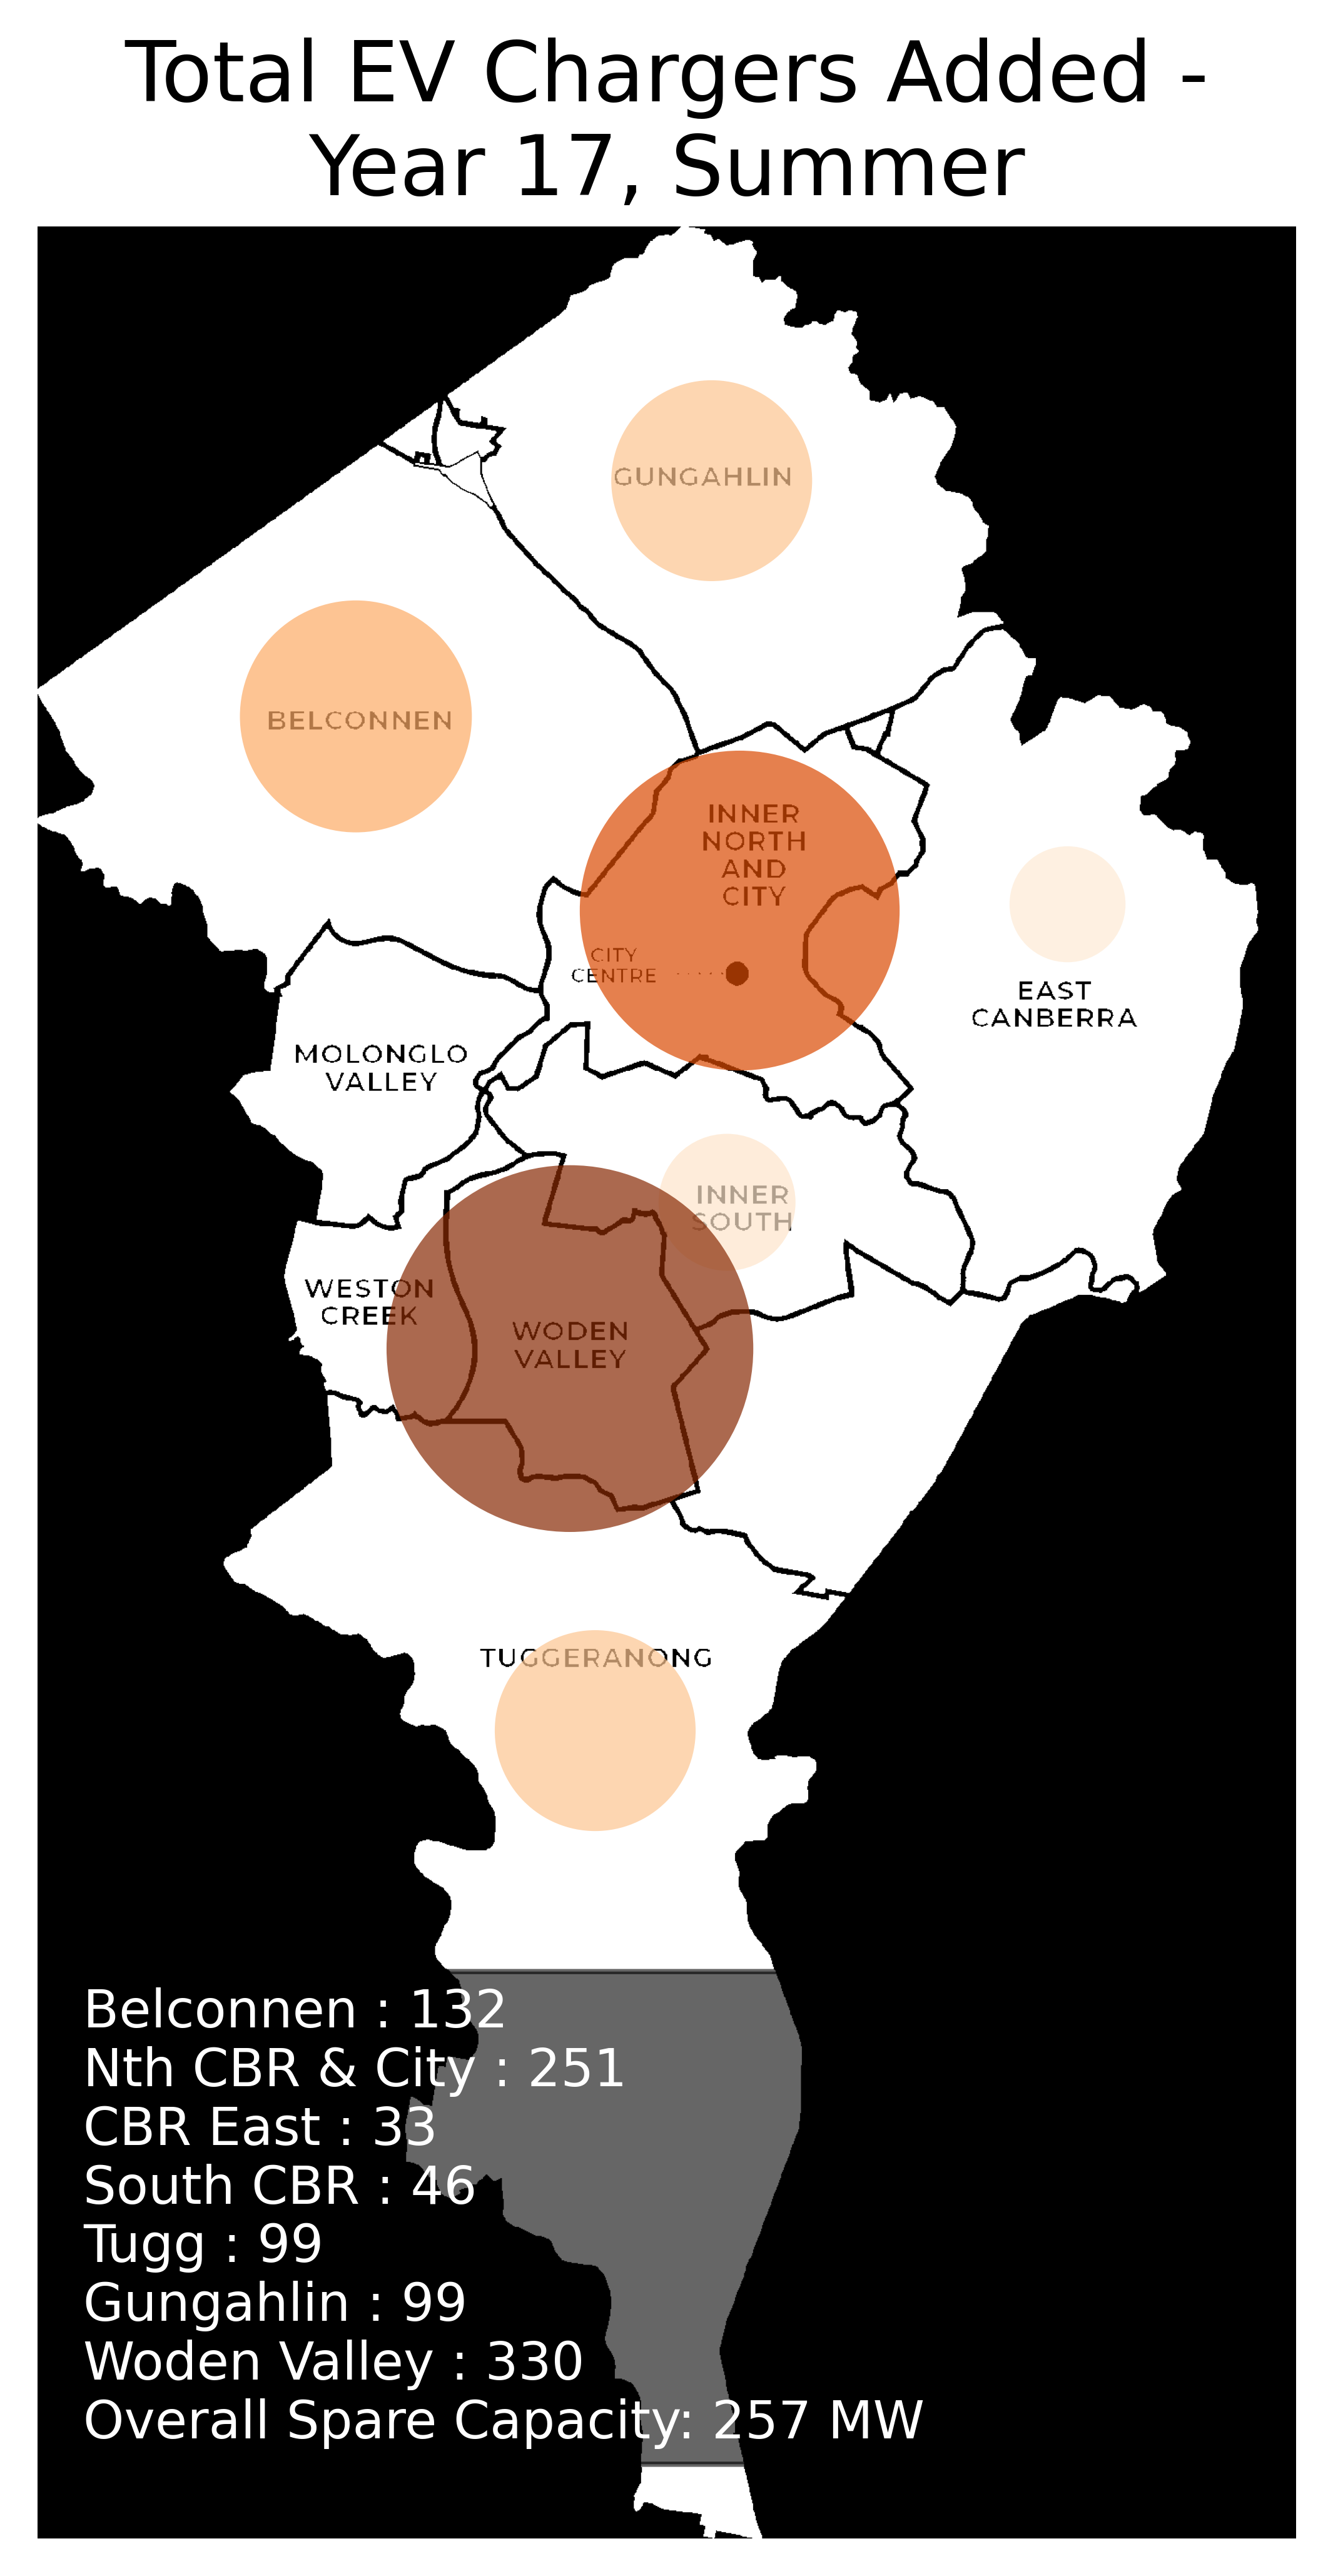 Total EV Chargers Added -
Year 17, Summer
GUNGAHLIN
BELCONNEN
INNER
NORTH
AND
CITY
CITY
CENTRE
EAST
CANBERRA
MOLONGLO
VALLEY
INNER
SOUTH
WESTON
CREEK
WODEN
VALLEY
TUGGERANONG
Belconnen : 132
Nth CBR & City : 251
CBR East : 33
South CBR : 46
Tugg : 99
Gungahlin : 99
Woden Valley : 330
Overall Spare Capacity: 257 MW